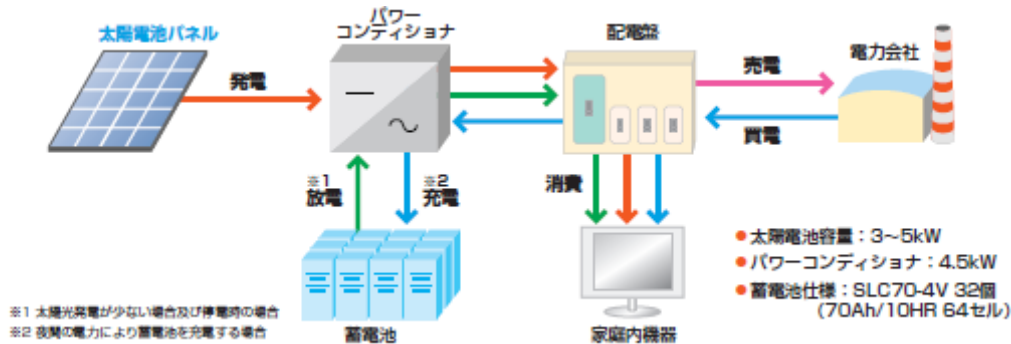 太陽電池パネル
パワー
コンディショナ
配電盤
電力会社
発電
売電
買電
※1
放電
※2
充電
消費
蓄電池
家庭内機器
●太陽電池容量：3〜5kW
●パワーコンディショナ：4.5kW
●蓄電池仕様：SLC70-4V 32個
(70Ah/10HR 64セル)
※1 太陽光発電が少ない場合及び停電時の場合
※2 夜間の電力により蓄電池を充電する場合